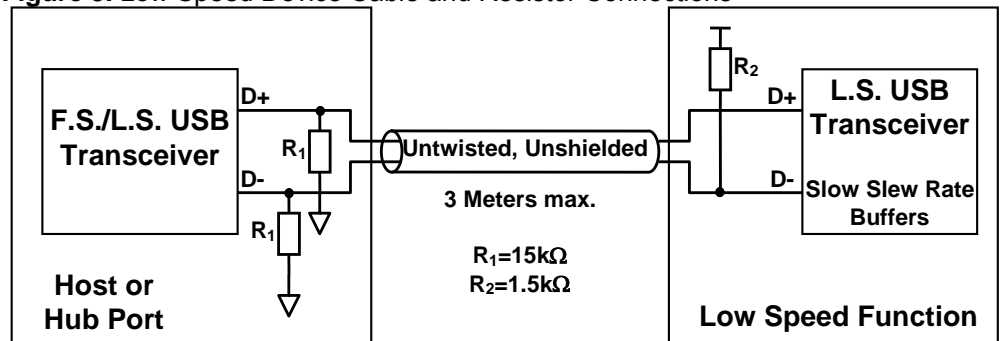 Figure Low Speed Device Cable and Resistor Connections
F.S./L.S. USB
Transceiver
D+
D-
R1
R1
Host or
Hub Port
Untwisted, Unshielded
3 Meters max.
R1=15kΩ
R2=1.5kΩ
R2
D+
D-
L.S. USB
Transceiver
Slow Slew Rate
Buffers
Low Speed Function